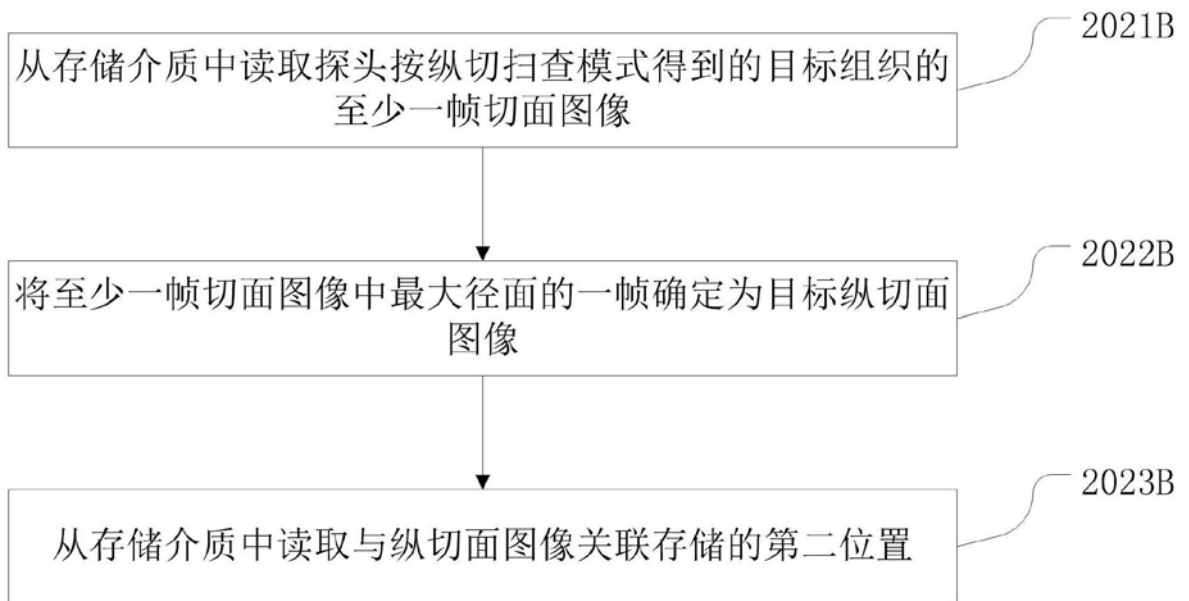 2021B
从存储介质中读取探头按纵切扫查模式得到的目标组织的
至少一帧切面图像
2022B
将至少一帧切面图像中最大径面的一帧确定为目标纵切面
图像
2023B
从存储介质中读取与纵切面图像关联存储的第二位置